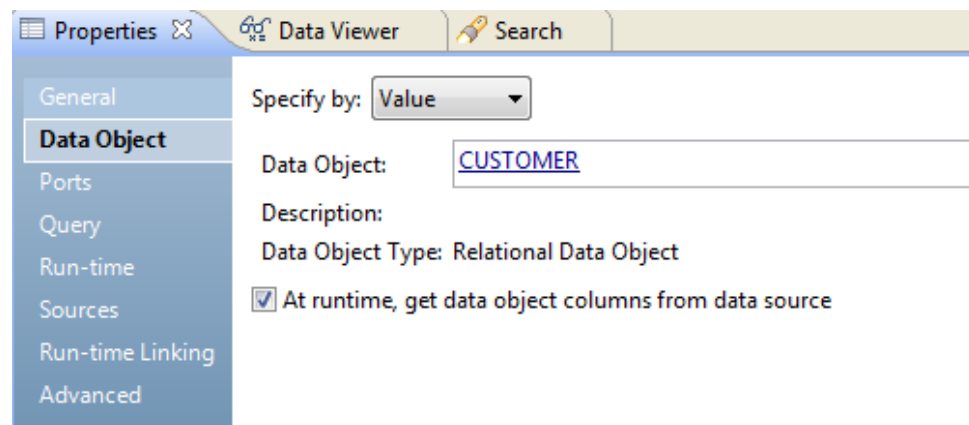 Properties Data Viewer Search
General
Specify by: Value
Data Object
Data Object: CUSTOMER
Ports
Description:
Query
Data Object Type: Relational Data Object
Run-time
At runtime, get data object columns from data source
Sources
Run-time Linking
Advanced